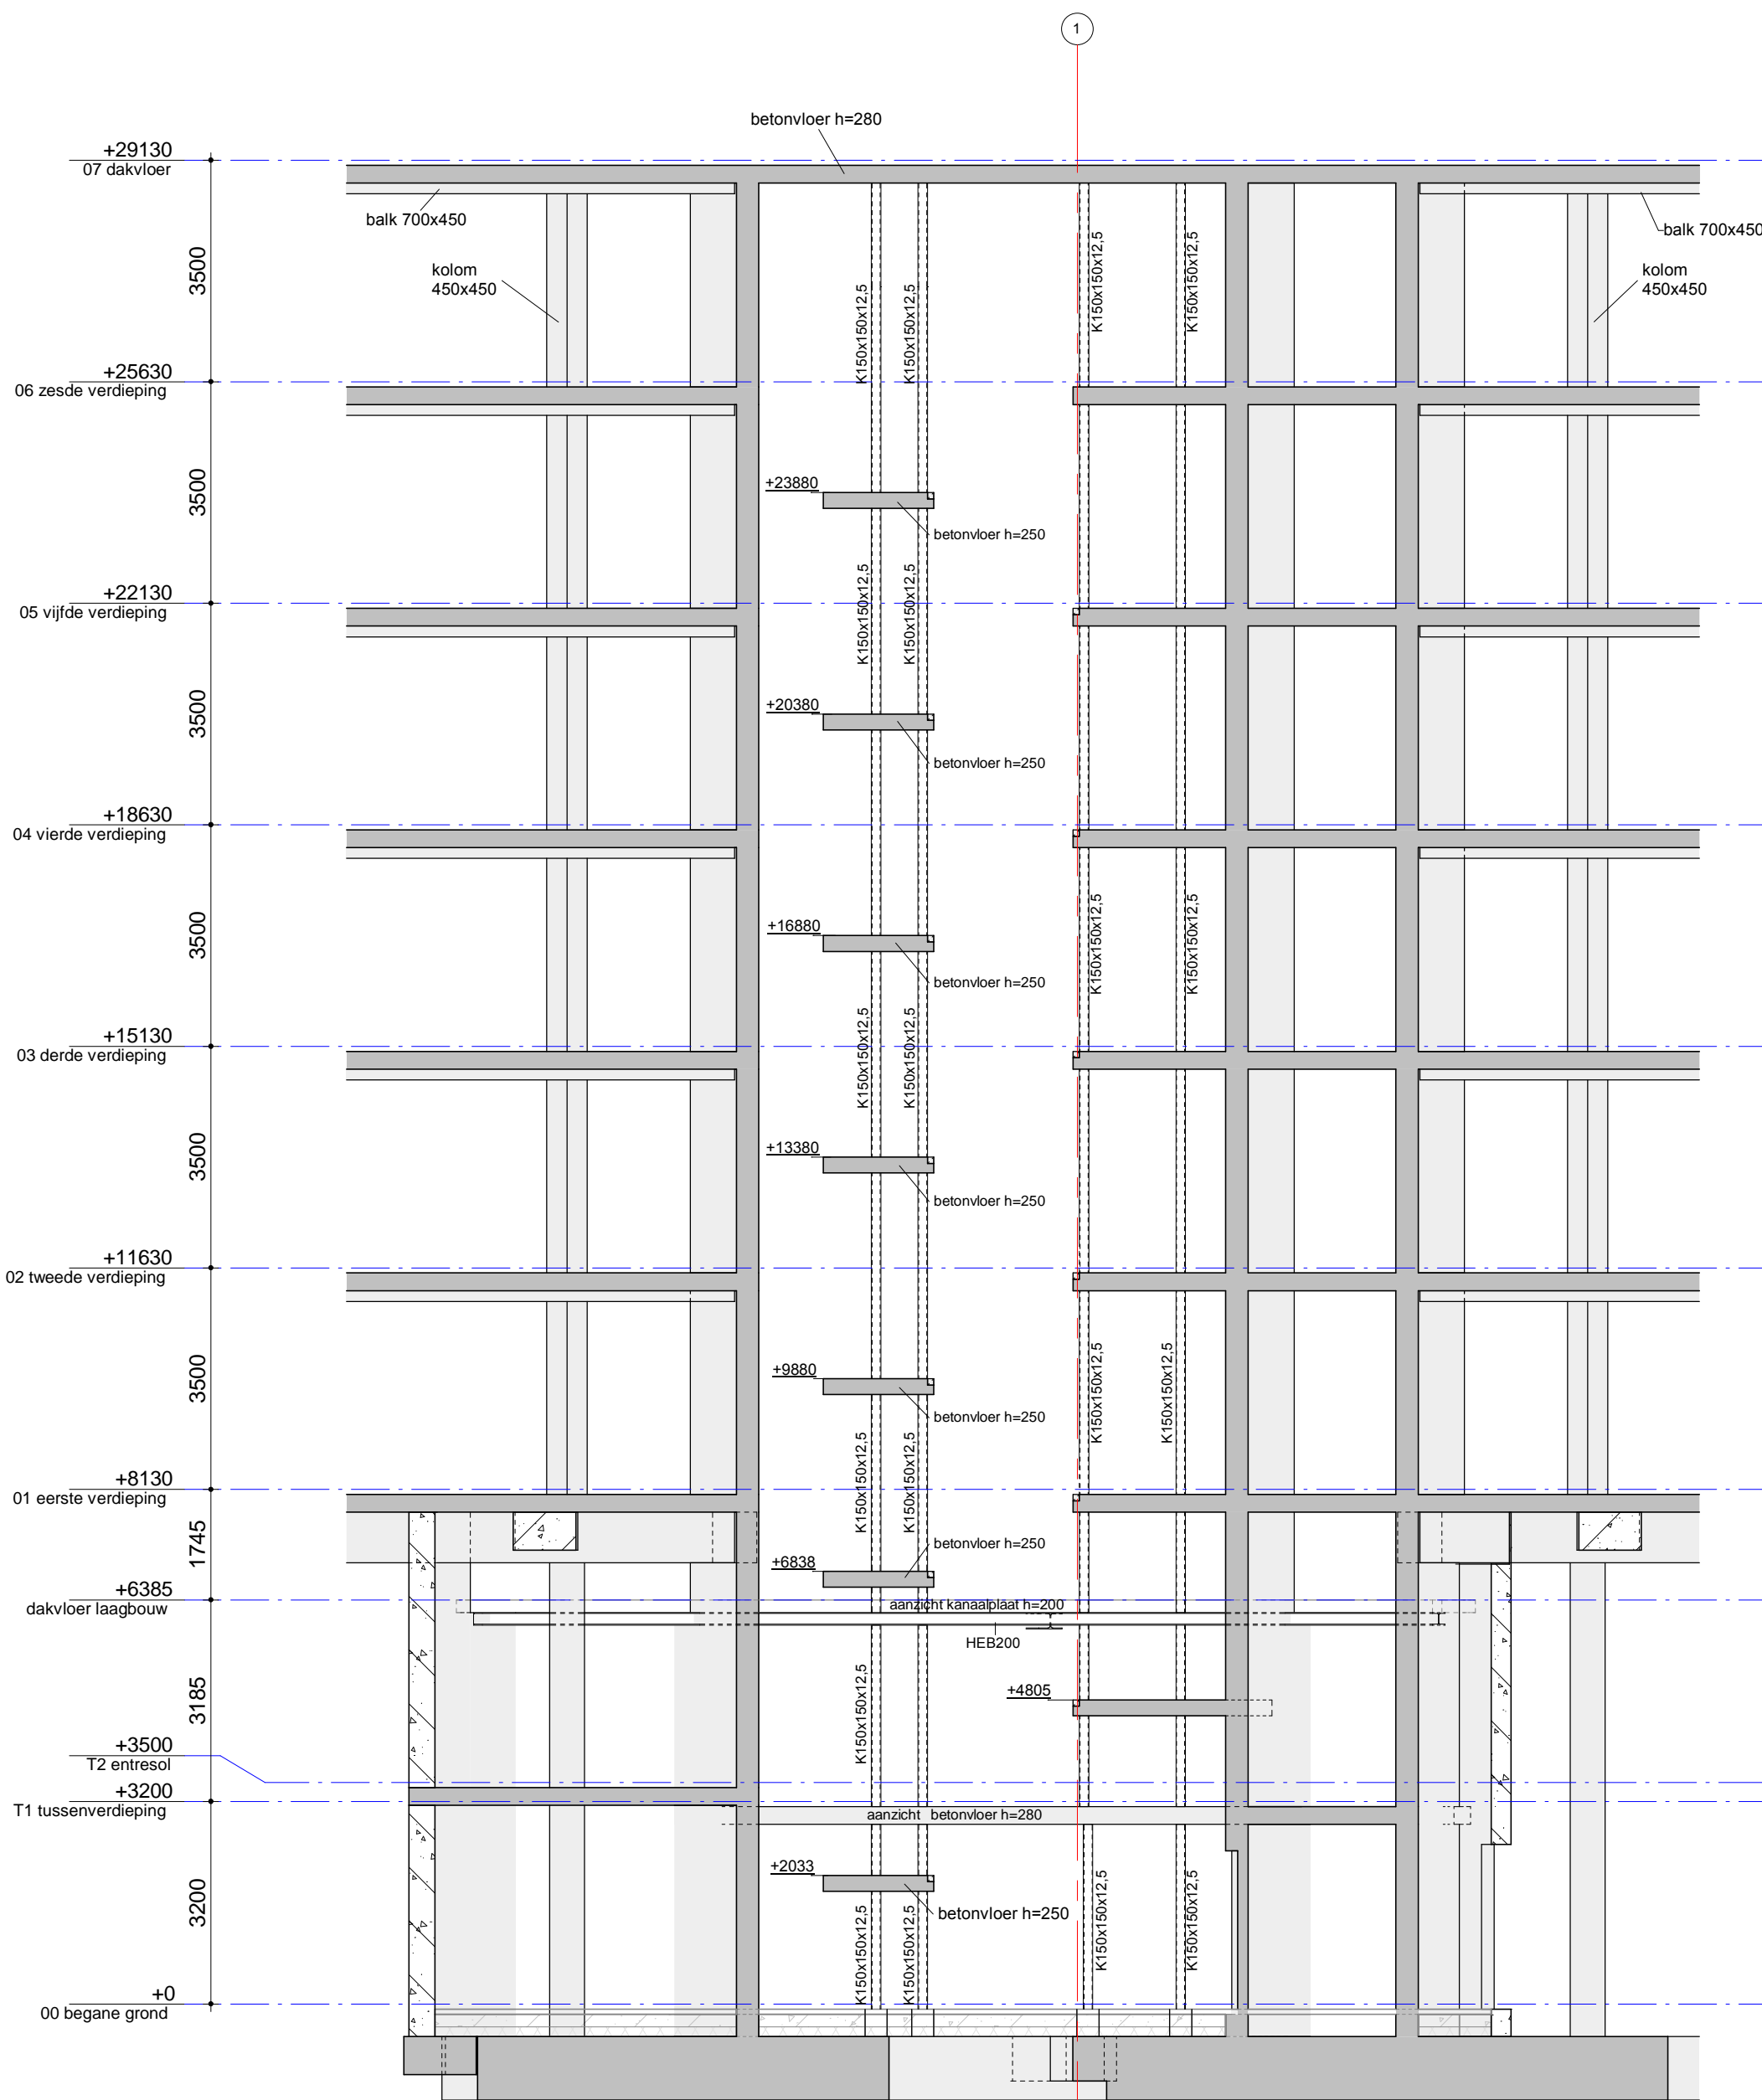 1
betonvloer h=280
+29130
07 dakvloer
balk 700x450
balk 700x450
kolom
450x450
kolom
450x450
3500
K150x150x12,5
K150x150x12,5
K150x150x12,5
K150x150x12,5
+25630
06 zesde verdieping
3500
+23880
betonvloer h=250
+22130
05 vijfde verdieping
K150x150x12,5
K150x150x12,5
3500
+20380
betonvloer h=250
+18630
04 vierde verdieping
3500
+16880
betonvloer h=250
K150x150x12,5
K150x150x12,5
+15130
03 derde verdieping
K150x150x12,5
K150x150x12,5
3500
+13380
betonvloer h=250
+11630
02 tweede verdieping
3500
+9880
betonvloer h=250
K150x150x12,5
K150x150x12,5
K150x150x12,5
K150x150x12,5
+8130
01 eerste verdieping
1745
betonvloer h=250
+6838
+6385
dakvloer laagbouw
aanzicht kanaalplaat h=200
HEB200
3185
K150x150x12,5
+4805
+3500
T2 entresol
+3200
T1 tussenverdieping
aanzicht betonvloer h=280
+2033
betonvloer h=250
3200
K150x150x12,5
K150x150x12,5
K150x150x12,5
K150x150x12,5
+0
00 begane grond